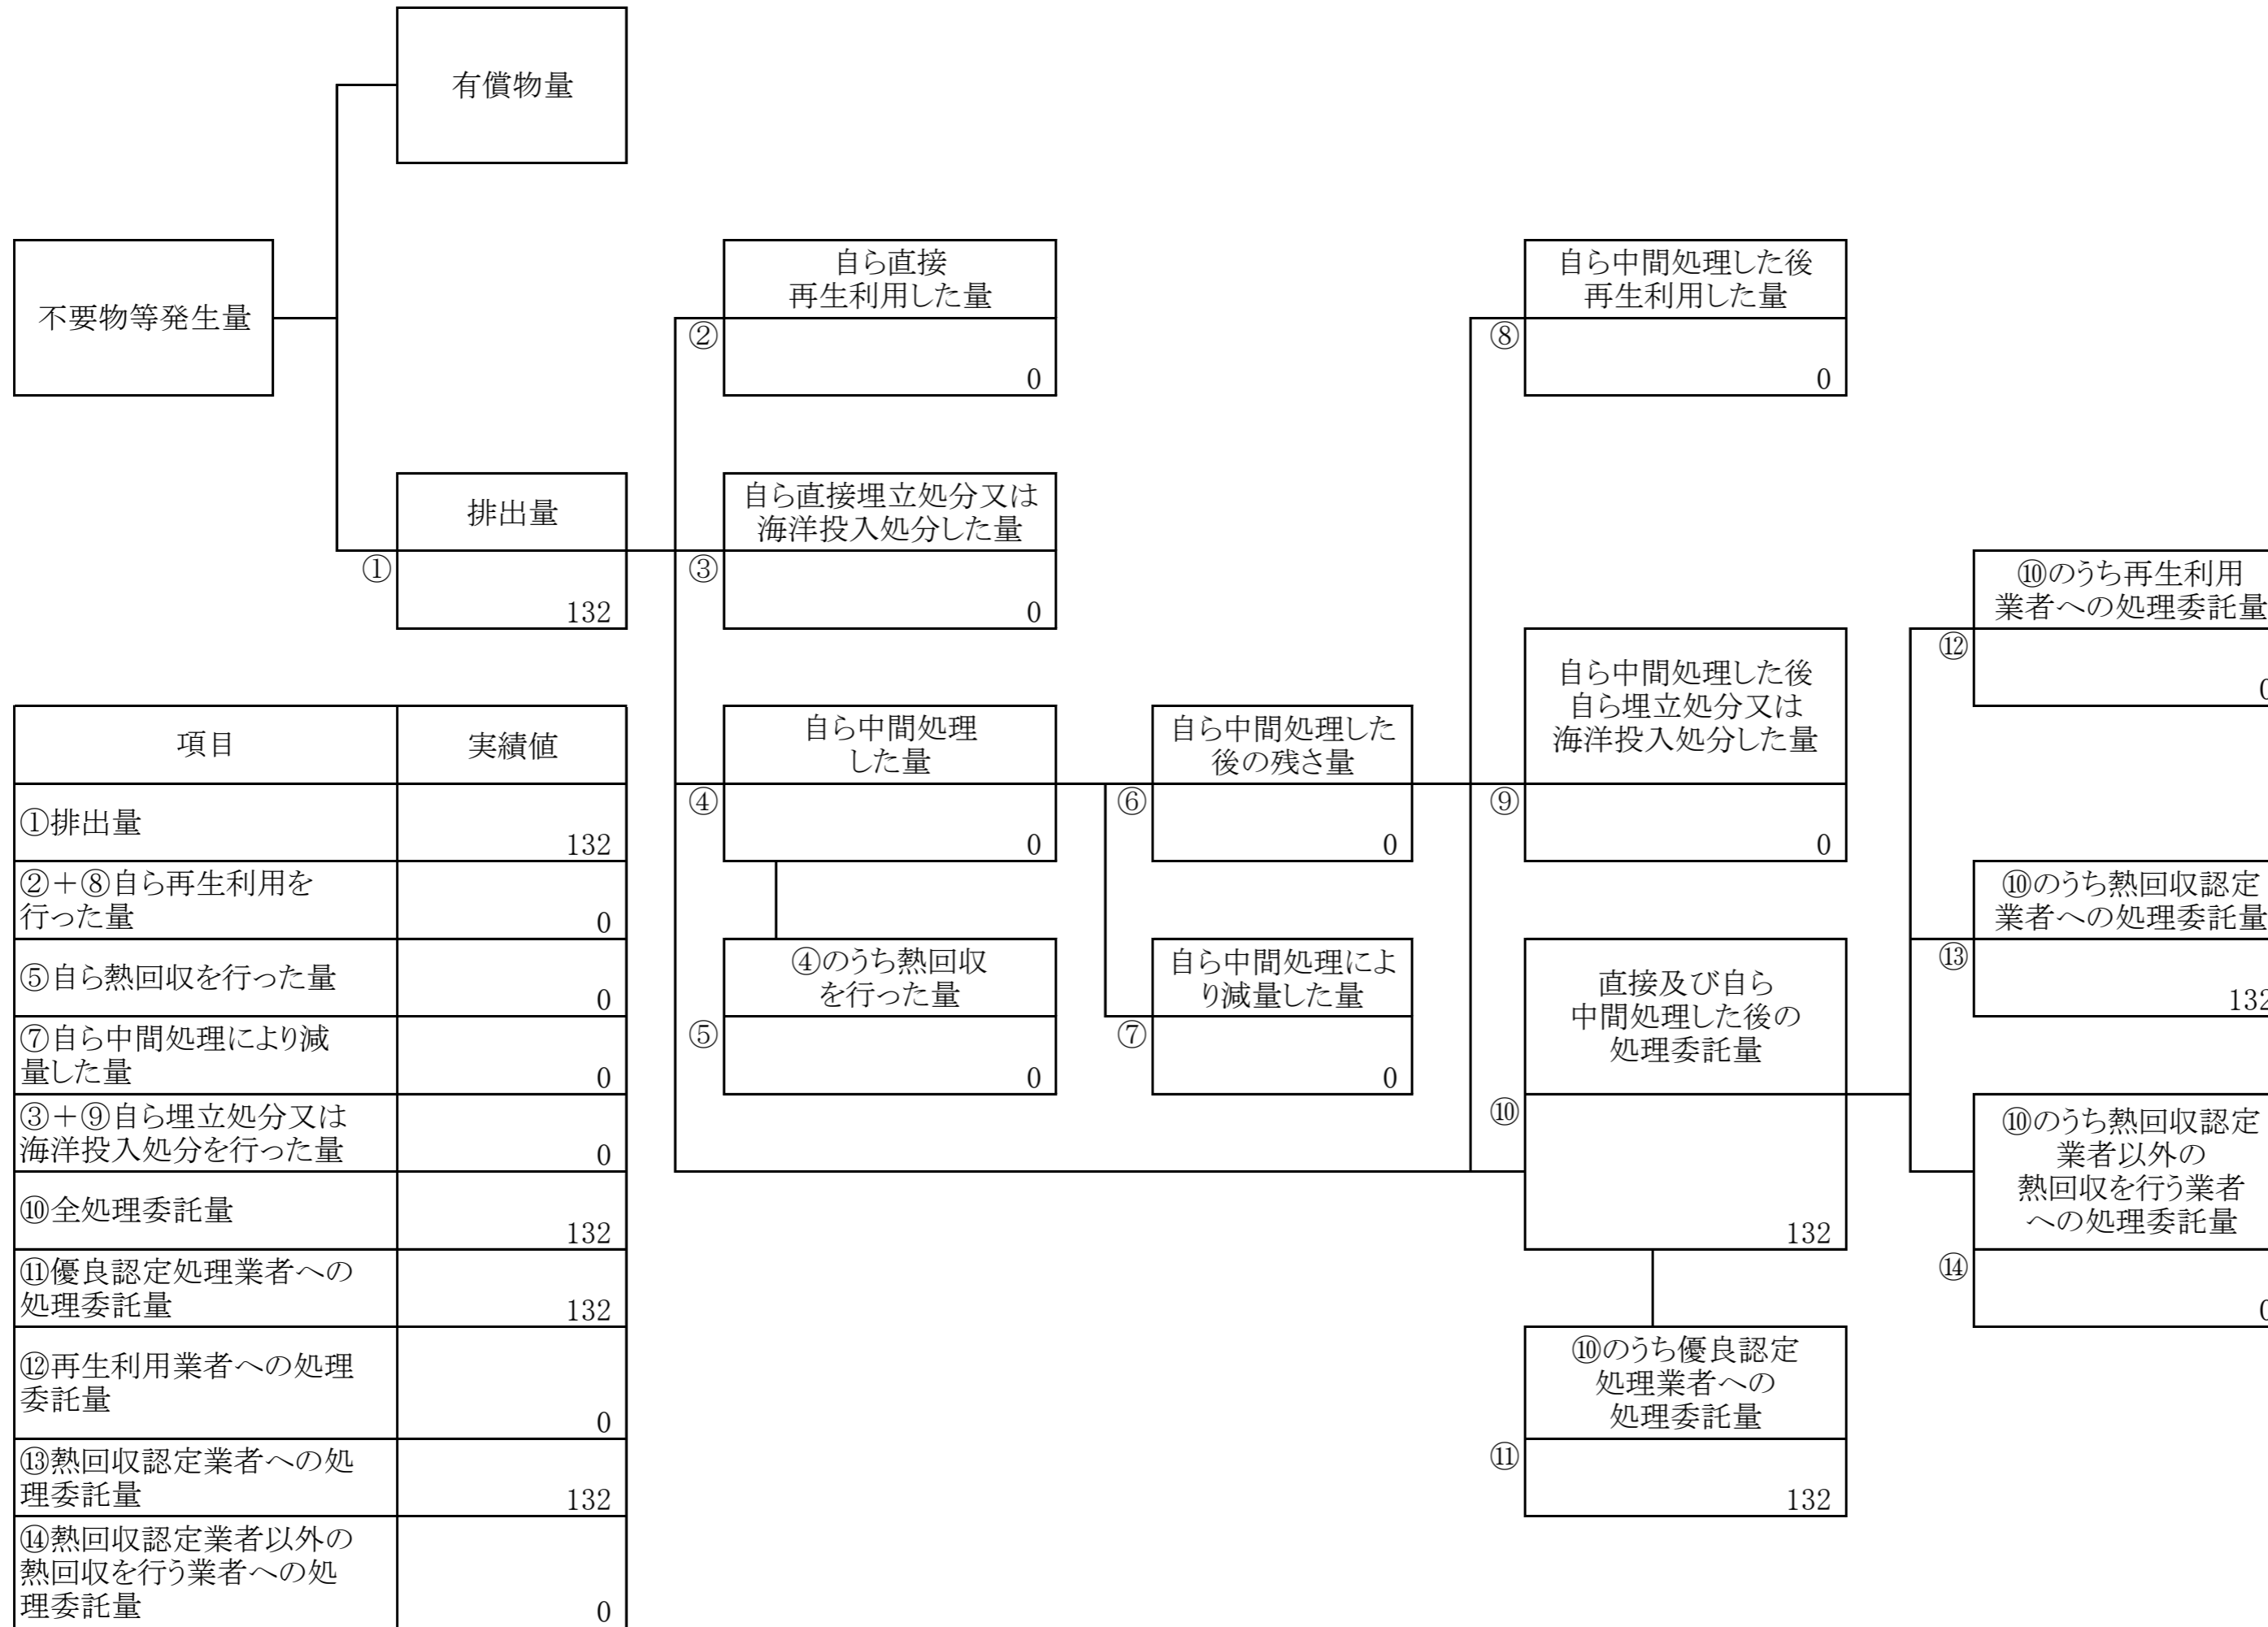 有償物量
不要物等発生量
自ら直接
再生利用した量
②
0
自ら中間処理した後
再生利用した量
⑧
0
排出量
①
132
自ら直接埋立処分又は
海洋投入処分した量
③
0
⑩のうち再生利用
業者への処理委託量
⑫
0
自ら中間処理
した量
④
0
自ら中間処理した
後の残さ量
⑥
0
自ら中間処理した後
自ら埋立処分又は
海洋投入処分した量
⑨
0
⑩のうち熱回収認定
業者への処理委託量
⑬
132
④のうち熱回収
を行った量
⑤
0
自ら中間処理によ
り減量した量
⑦
0
直接及び自ら
中間処理した後の
処理委託量
⑩
132
⑩のうち熱回収認定
業者以外の
熱回収を行う業者
への処理委託量
⑭
0
⑩のうち優良認定
処理業者への
処理委託量
⑪
132
項目 実績値
①排出量
132
②＋⑧自ら再生利用を
行った量 0
⑤自ら熱回収を行った量
0
⑦自ら中間処理により減
量した量 0
③＋⑨自ら埋立処分又は
海洋投入処分を行った量 0
⑩全処理委託量
132
⑪優良認定処理業者への
処理委託量 132
⑫再生利用業者への処理
委託量
0
⑬熱回収認定業者への処
理委託量 132
⑭熱回収認定業者以外の
熱回収を行う業者への処
理委託量 0